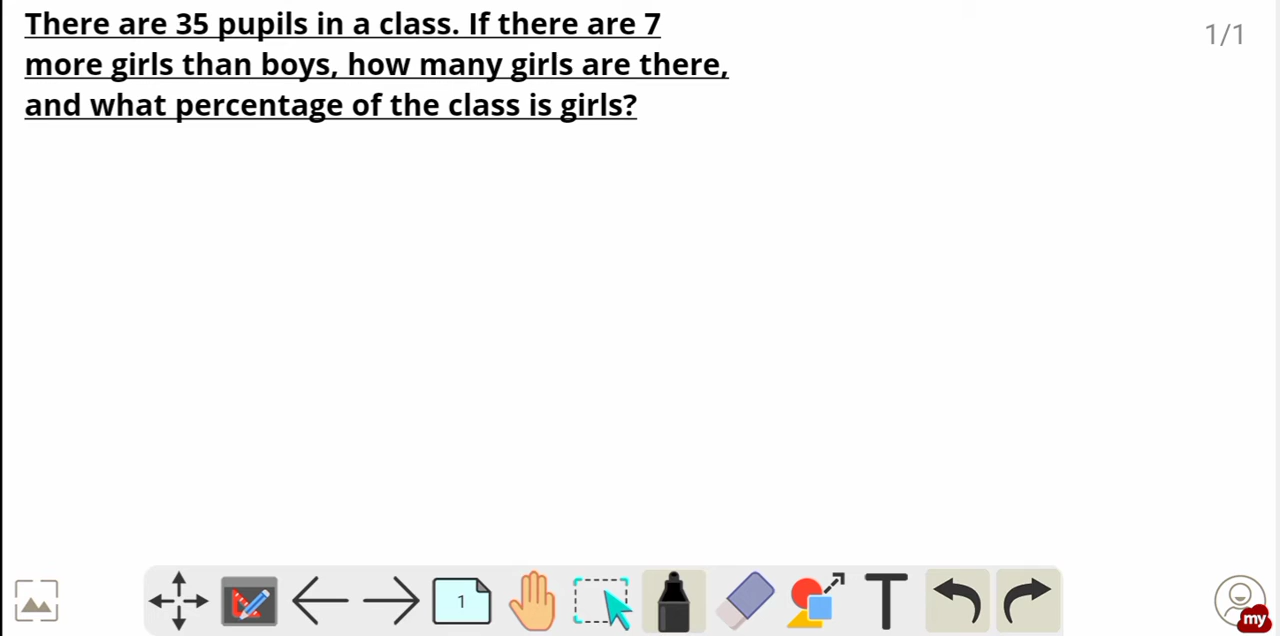 There are 35 pupils in a class. If there are 7
1/1
more girls than boys, how many girls are there,
and what percentage of the class is girls?
1
T
my